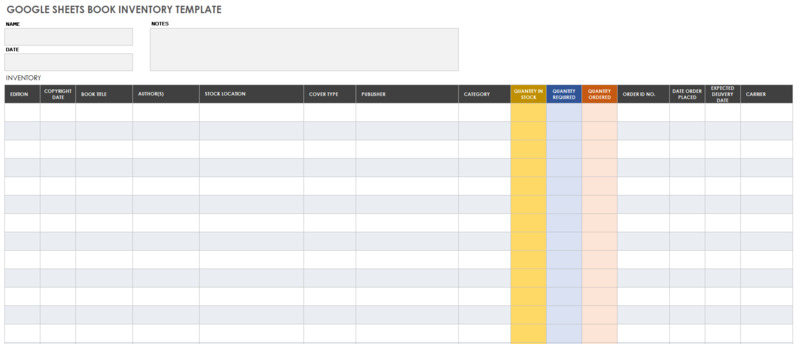 GOOGLE SHEETS BOOK INVENTORY TEMPLATE
NAME
NOTES
DATE
INVENTORY
EDITION
COPYRIGHT
DATE
BOOK TITLE
AUTHOR(S)
STOCK LOCATION
COVER TYPE
PUBLISHER
CATEGORY
QUANTITY IN
STOCK
QUANTITY
REQUIRED
QUANTITY
ORDERED
ORDER ID NO.
DATE ORDER
PLACED
EXPECTED
DELIVERY
DATE
CARRIER